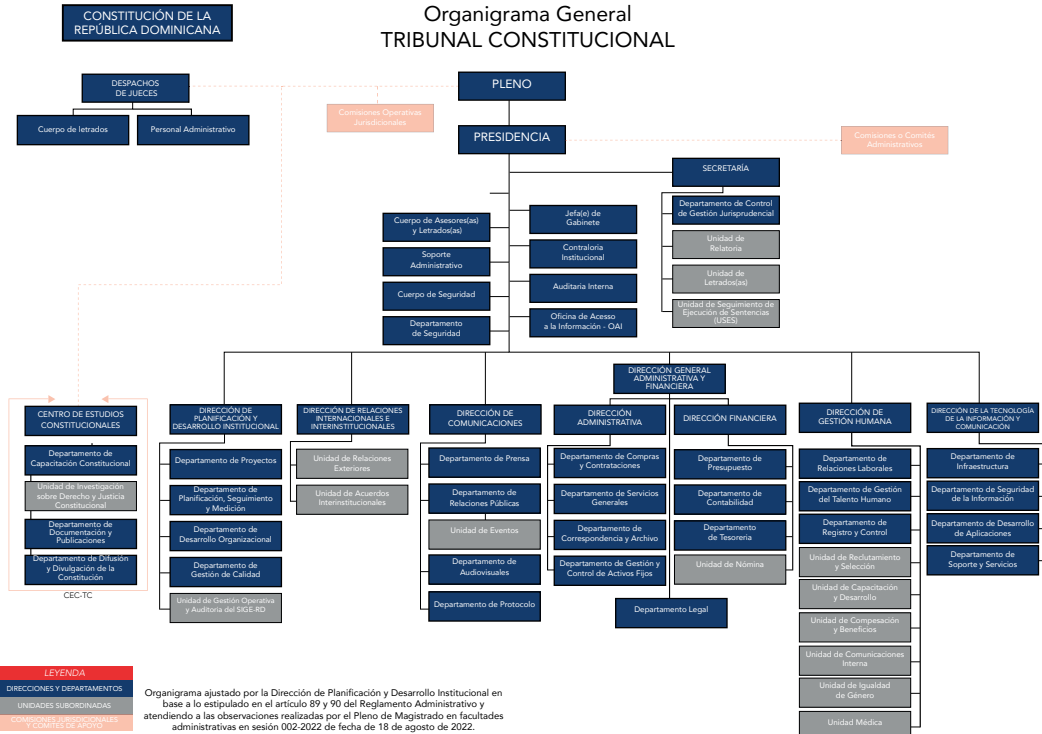 CONSTITUCIÓN DE LA
REPÚBLICA DOMINICANA
Organigrama General
TRIBUNAL CONSTITUCIONAL
DESPACHOS
DE JUECES
Cuerpo de letrados
Personal Administrativo
PLENO
Comisiones Operativas
Jurisdicionales
PRESIDENCIA
Comisiones o Comités
Administrativos
SECRETARÍA
Departamento de Control
de Gestión Jurisprudencial
Unidad de
Relatoria
Unidad de
Letrados(as)
Unidad de Seguimiento de
Ejecución de Sentencias
(USES)
Cuerpo de Asesores(as)
y Letrados(as)
Soporte
Administrativo
Cuerpo de Seguridad
Departamento
de Seguridad
Jefa(e) de
Gabinete
Contraloria
Institucional
Auditaria Interna
Oficina de Acceso
a la Información - OAI
CENTRO DE ESTUDIOS
CONSTITUCIONALES
Departamento de
Capacitación Constitucional
Unidad de Investigación
sobre Derecho y Justicia
Constitucional
Departamento de
Documentación y
Publicaciones
Departamento de Difusión
y Divulgación de la
Constitución
CEC-TC
DIRECCIÓN DE
PLANIFICACIÓN Y
DESARROLLO INSTITUCIONAL
Departamento de Proyectos
Departamento de
Planificación, Seguimiento
y Medición
Departamento de
Desarrollo Organizacional
Departamento de
Gestión de Calidad
Unidad de Gestión Operativa
y Auditoria del SIGE-RD
DIRECCIÓN DE RELACIONES
INTERNACIONALES E
INTERINSTITUCIONALES
Unidad de Relaciones
Exteriores
Unidad de Acuerdos
Interinstitucionales
DIRECCIÓN DE
COMUNICACIONES
Departamento de Prensa
Departamento de
Relaciones Públicas
Unidad de Eventos
Departamento de
Audiovisuales
Departamento de Protocolo
DIRECCIÓN GENERAL
ADMINISTRATIVA Y
FINANCIERA
DIRECCIÓN
ADMINISTRATIVA
Departamento de Compras
y Contrataciones
Departamento de Servicios
Generales
Departamento de
Correspondencia y Archivo
Departamento de Gestión y
Control de Activos Fijos
DIRECCIÓN FINANCIERA
Departamento de
Presupuesto
Departamento de
Contabilidad
Departamento
de Tesoreria
Unidad de Nómina
Departamento Legal
DIRECCIÓN DE
GESTIÓN HUMANA
Departamento de
Relaciones Laborales
Departamento de Gestión
del Talento Humano
Departamento de
Registro y Control
Unidad de Reclutamiento
y Selección
Unidad de Capacitación
y Desarrollo
Unidad de Compesación
y Beneficios
Unidad de Comunicaciones
Interna
Unidad de Igualdad
de Género
Unidad Médica
DIRECCIÓN DE LA TECNOLOGÍA
DE LA INFORMACIÓN Y
COMUNICACIÓN
Departamento de
Infraestructura
Departamento de Seguridad
de la Información
Departamento de Desarrollo
de Aplicaciones
Departamento de
Soporte y Servicios
LEYENDA
DIRECCIONES Y DEPARTAMENTOS
UNIDADES SUBORDINADAS
COMISIONES JURISDICIONALES
Y COMITÉS DE APOYO
Organigrama ajustado por la Dirección de Planificación y Desarrollo Institucional en
base a lo estipulado en el artículo 89 y 90 del Reglamento Administrativo y
atendiendo a las observaciones realizadas por el Pleno de Magistrado en facultades
administrativas en sesión 002-2022 de fecha de 18 de agosto de 2022.